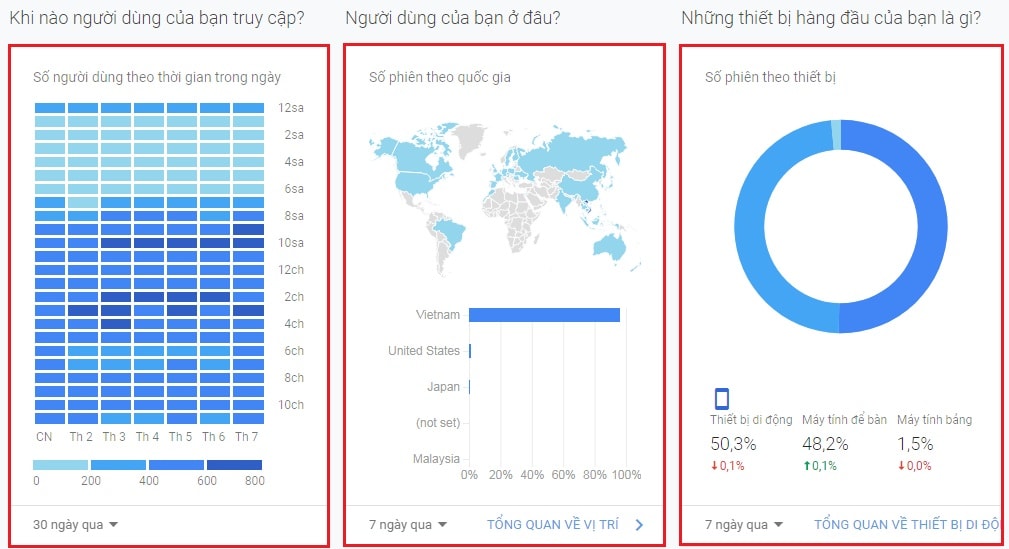 Khi nào người dùng của bạn truy cập?
Số người dùng theo thời gian trong ngày
12sa
2sa
4sa
6sa
8sa
10sa
12ch
2ch
4ch
6ch
8ch
10ch
CN Th 2 Th 3 Th 4 Th 5 Th 6 Th 7
0 200 400 600 800
30 ngày qua
Người dùng của bạn ở đâu?
Số phiên theo quốc gia
Vietnam
United States
Japan
(not set)
Malaysia
0% 20% 40% 60% 80% 100%
7 ngày qua TỔNG QUAN VỀ VỊ TRÍ
Những thiết bị hàng đầu của bạn là gì?
Số phiên theo thiết bị
Thiết bị di động Máy tính để bàn Máy tính bảng
50,3% 48,2% 1,5%
0,1% 0,1% 0,0%
7 ngày qua TỔNG QUAN VỀ THIẾT BỊ DI ĐỘ